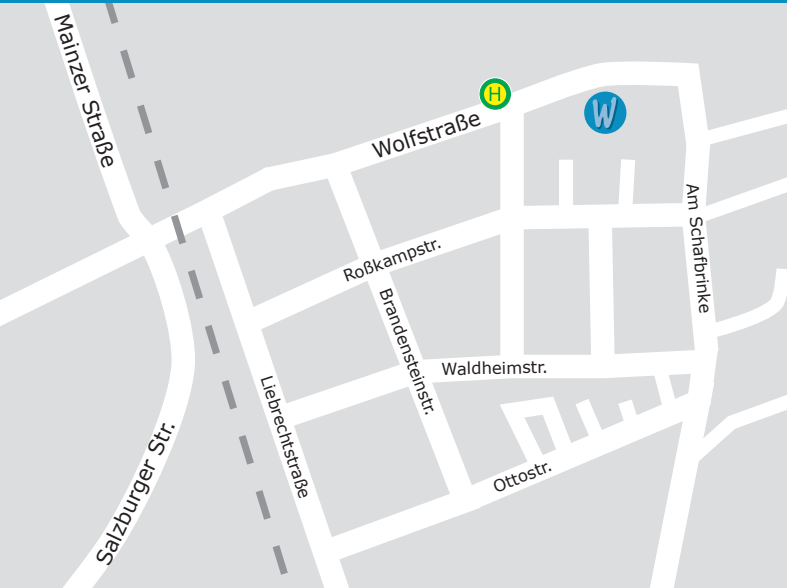 Mainzer Straße
H
W
Wolfstraße
Am Schafbrinke
Roßkampstr.
Brandensteinstr.
Waldheimstr.
Liebrechtstraße
Salzburger Str.
Ottostr.